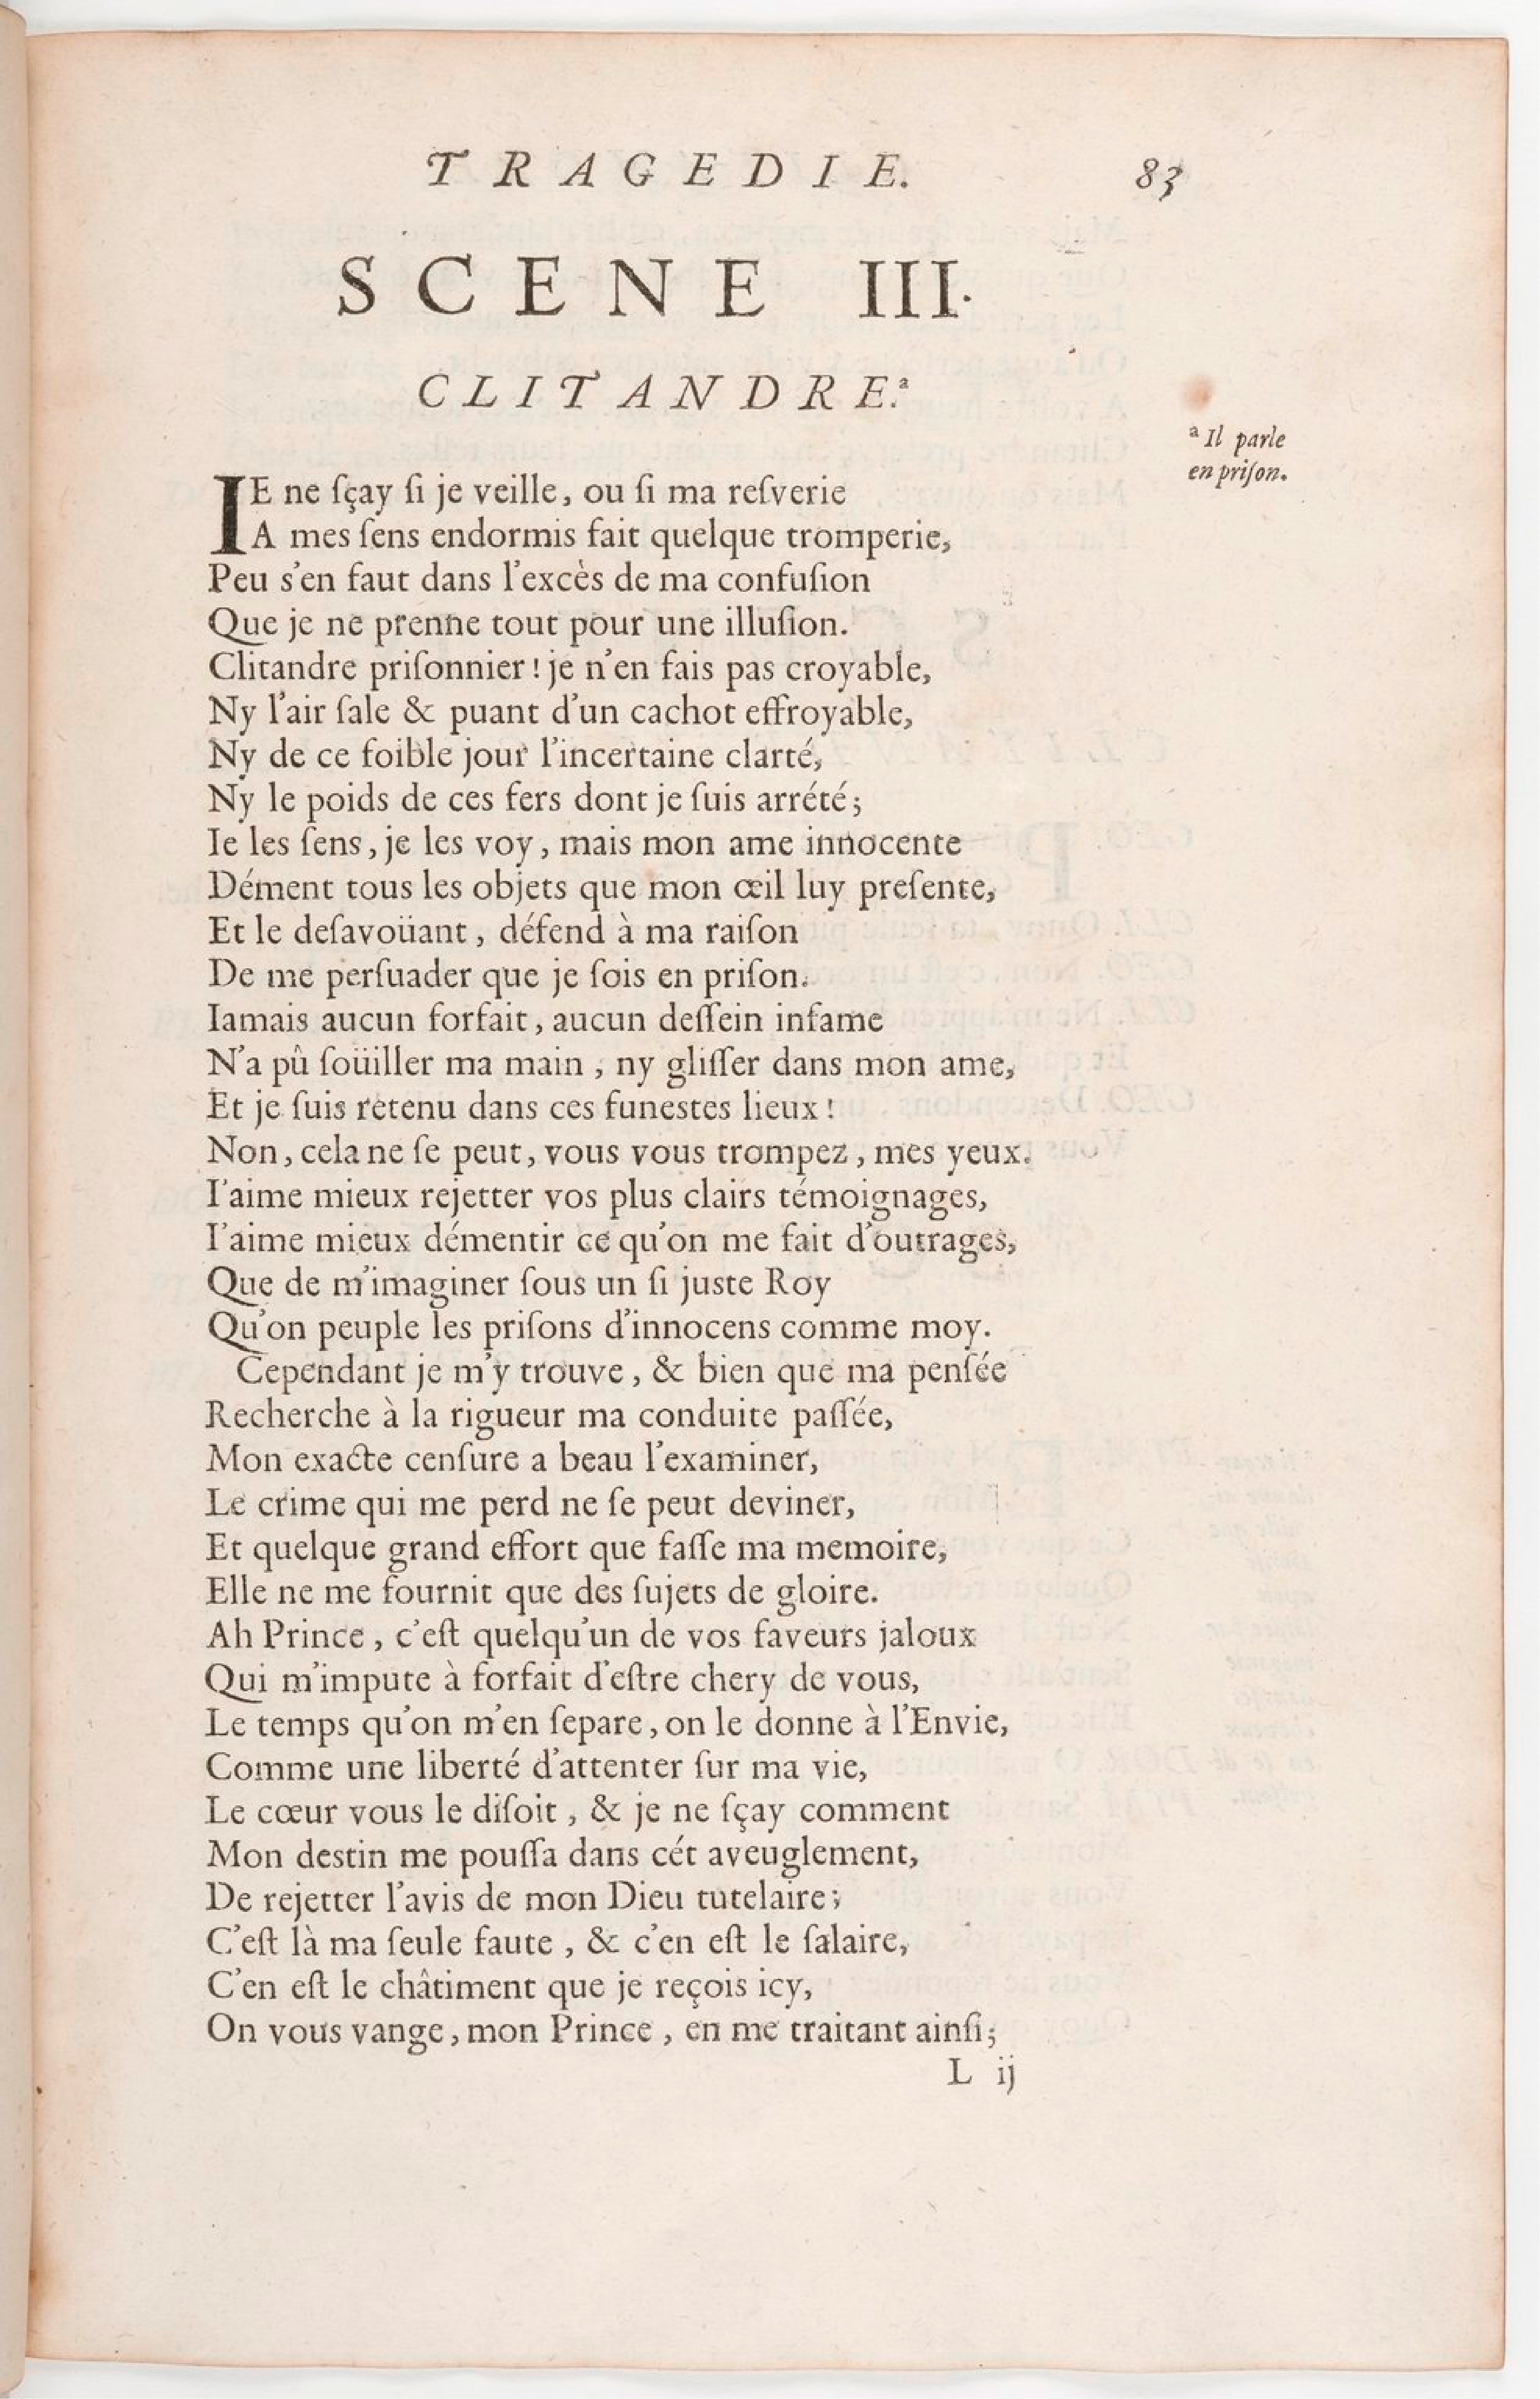 TRAGEDIE. 83
SCENE III.
CLITANDRE.ª
ª Il parle
en priſon.
IE ne ſçay ſi je veille, ou ſi ma reſverie
A mes ſens endormis fait quelque tromperie,
Peu s'en faut dans l'excès de ma confuſion
Que je ne prenne tout pour une illuſion.
Clitandre priſonnier! je n'en fais pas croyable,
Ny l'air ſale & puant d'un cachot effroyable,
Ny de ce foible jour l'incertaine clarté,
Ny le poids de ces fers dont je ſuis arrété;
Ie les ſens, je les voy, mais mon ame innocente
Dément tous les objets que mon œil luy preſente,
Et le deſavoüant, défend à ma raiſon
De me perſuader que je ſois en priſon.
Iamais aucun forfait, aucun deſſein infame
N'a pû ſoüiller ma main, ny gliſſer dans mon ame,
Et je ſuis retenu dans ces funestes lieux!
Non, cela ne ſe peut, vous vous trompez, mes yeux.
I'aime mieux rejetter vos plus clairs témoignages,
I'aime mieux démentir ce qu'on me fait d'outrages,
Que de m'imaginer ſous un ſi juste Roy
Qu'on peuple les priſons d'innocens comme moy.
Cependant je m'y trouve, & bien que ma penſée
Recherche à la rigueur ma conduite paſſée,
Mon exacte cenſure a beau l'examiner,
Le crime qui me perd ne ſe peut deviner,
Et quelque grand effort que faſſe ma memoire,
Elle ne me fournit que des ſujets de gloire.
Ah Prince, c'eſt quelqu'un de vos faveurs jaloux
Qui m'impute à forfait d'eſtre chery de vous,
Le temps qu'on m'en ſepare, on le donne à l'Envie,
Comme une liberté d'attenter ſur ma vie,
Le cœur vous le diſoit, & je ne ſçay comment
Mon destin me pouſſa dans cét aveuglement,
De rejetter l'avis de mon Dieu tutelaire;
C'eſt là ma ſeule faute, & c'en eſt le ſalaire,
C'en eſt le châtiment que je reçois icy,
On vous vange, mon Prince, en me traitant ainſi;
L ij